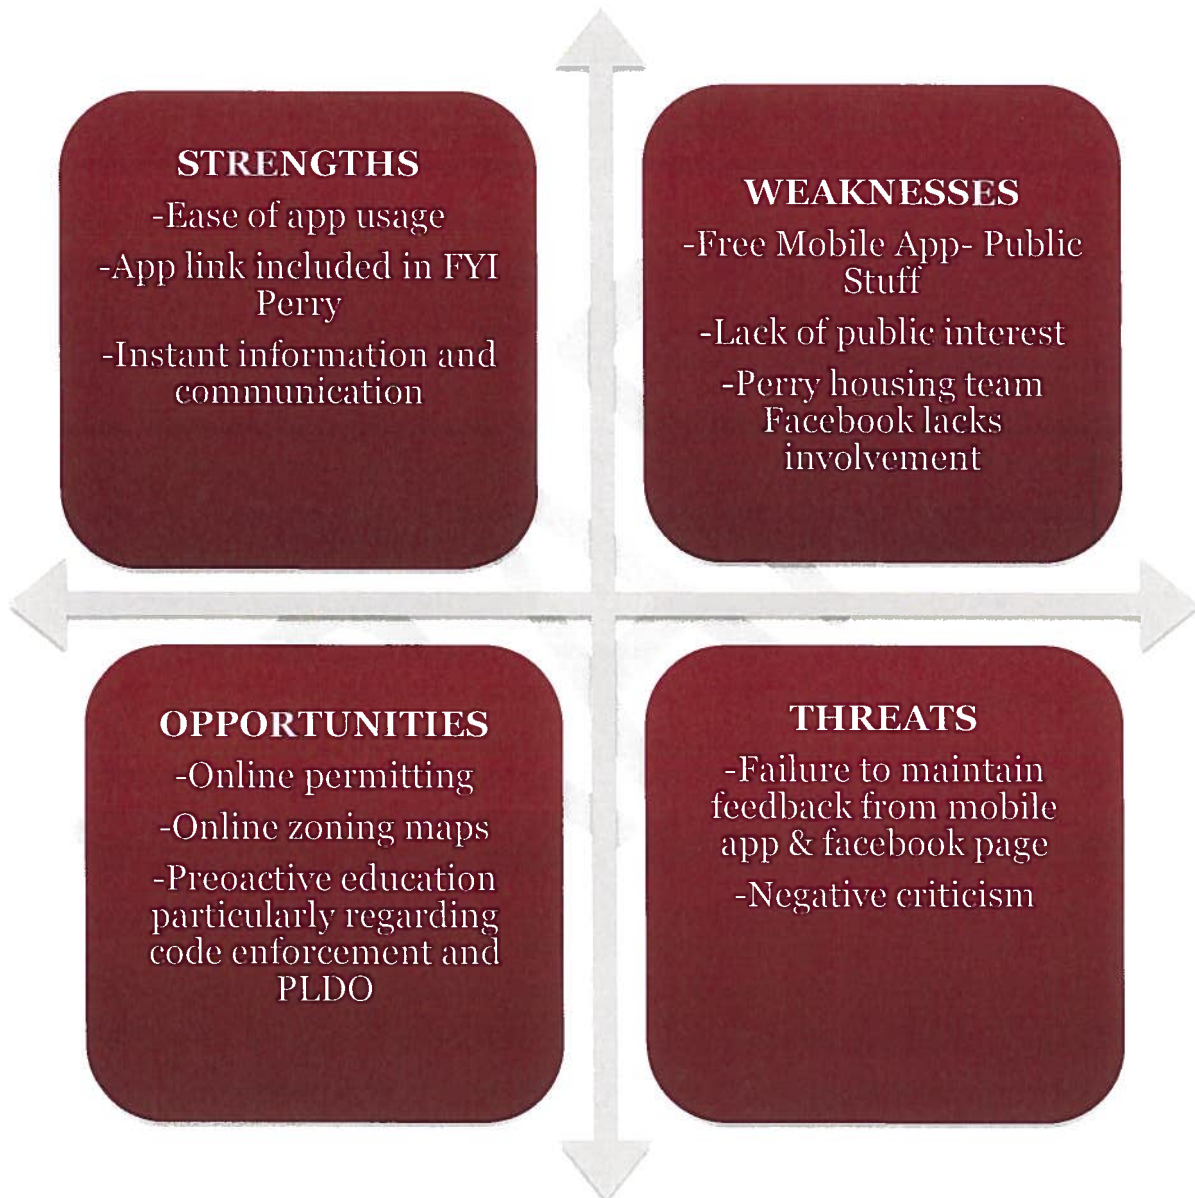 STRENGTHS
-Ease of app usage
-App link included in FYI
Perry
-Instant information and
communication
WEAKNESSES
-Free Mobile App- Public
Stuff
-Lack of public interest
-Perry housing team
Facebook lacks
involvement
OPPORTUNITIES
-Online permitting
-Online zoning maps
-Preoactive education
particularly regarding
code enforcement and
PLDO
THREATS
-Failure to maintain
feedback from mobile
app & facebook page
-Negative criticism